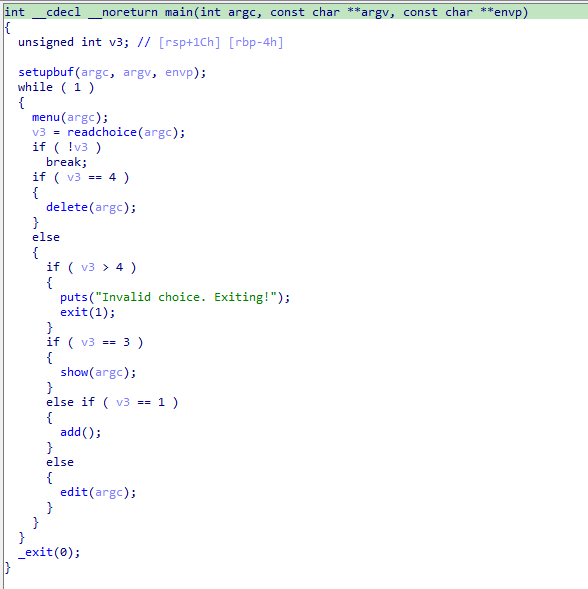 int __cdecl __noreturn main(int argc, const char **argv, const char **envp)
{
  unsigned int v3; // [rsp+1Ch] [rbp-4h]

  setupbuf(argc, argv, envp);
  while ( 1 )
  {
    menu(argc);
    v3 = readchoice(argc);
    if ( !v3 )
      break;
    if ( v3 == 4 )
    {
      delete(argc);
    }
    else
    {
      if ( v3 > 4 )
      {
        puts("Invalid choice. Exiting!");
        exit(1);
      }
      if ( v3 == 3 )
      {
        show(argc);
      }
      else if ( v3 == 1 )
      {
        add();
      }
      else
      {
        edit(argc);
      }
    }
  }
  _exit(0);
}